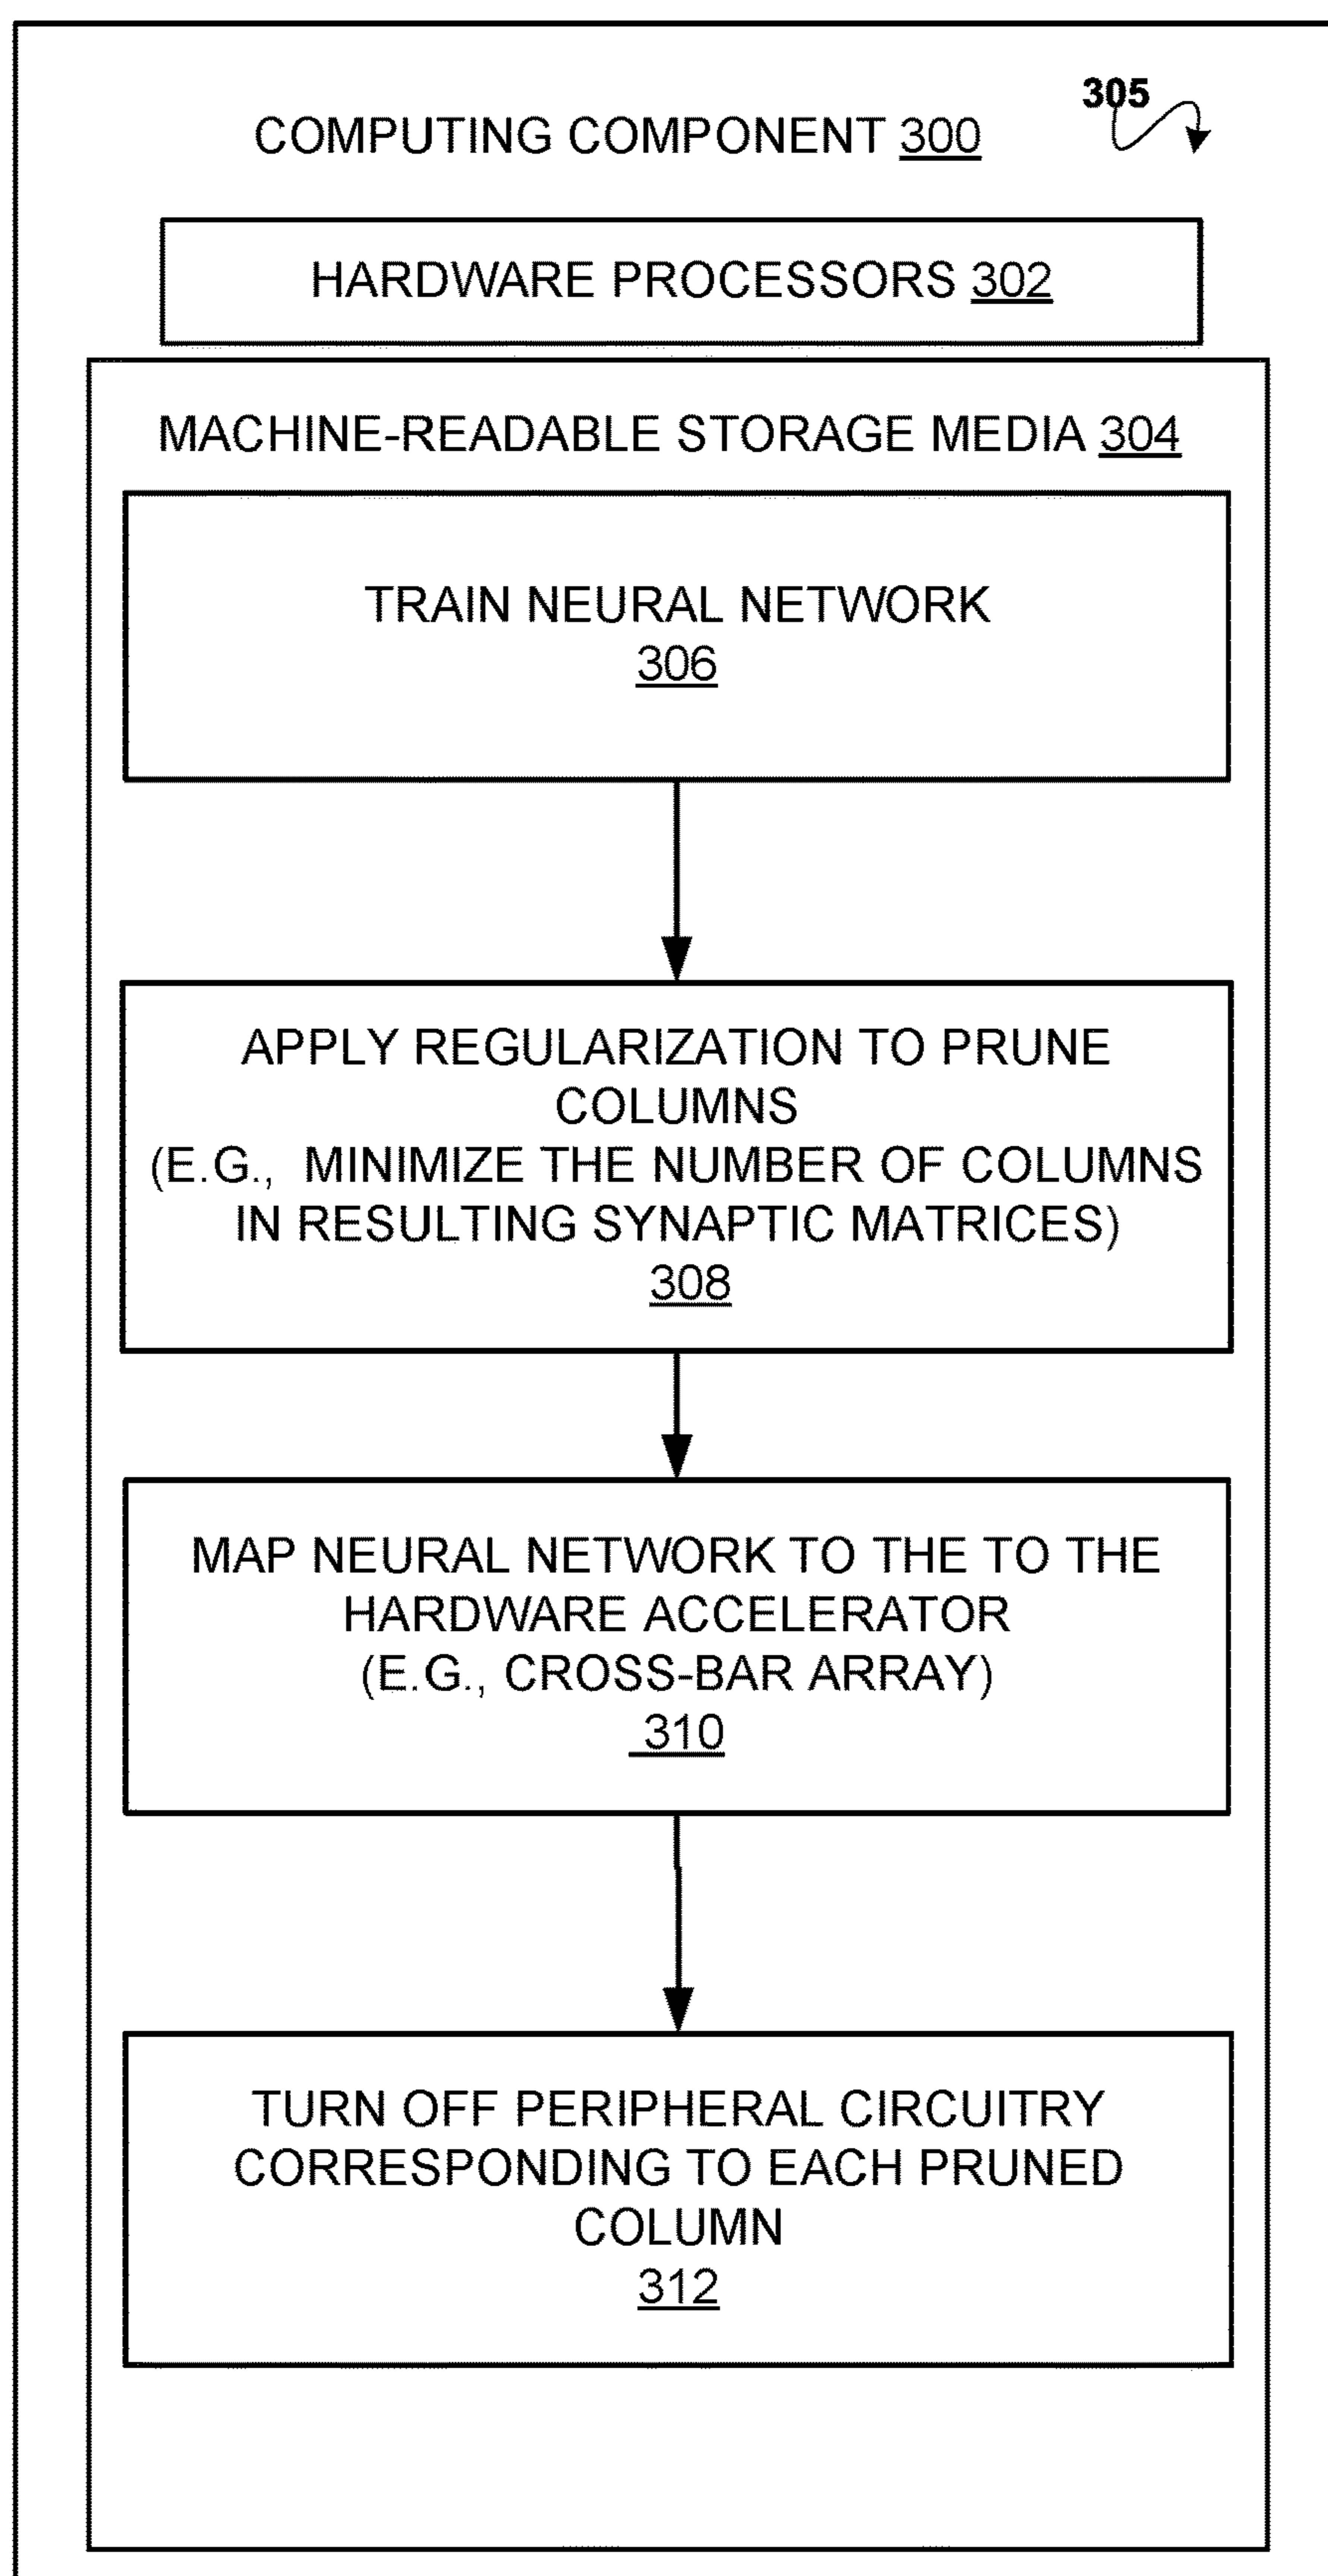 305
COMPUTING COMPONENT 300
HARDWARE PROCESSORS 302
MACHINE-READABLE STORAGE MEDIA 304
TRAIN NEURAL NETWORK
306
APPLY REGULARIZATION TO PRUNE
COLUMNS
(E.G., MINIMIZE THE NUMBER OF COLUMNS
IN RESULTING SYNAPTIC MATRICES)
308
MAP NEURAL NETWORK TO THE TO THE
HARDWARE ACCELERATOR
(E.G., CROSS-BAR ARRAY)
310
TURN OFF PERIPHERAL CIRCUITRY
CORRESPONDING TO EACH PRUNED
COLUMN
312